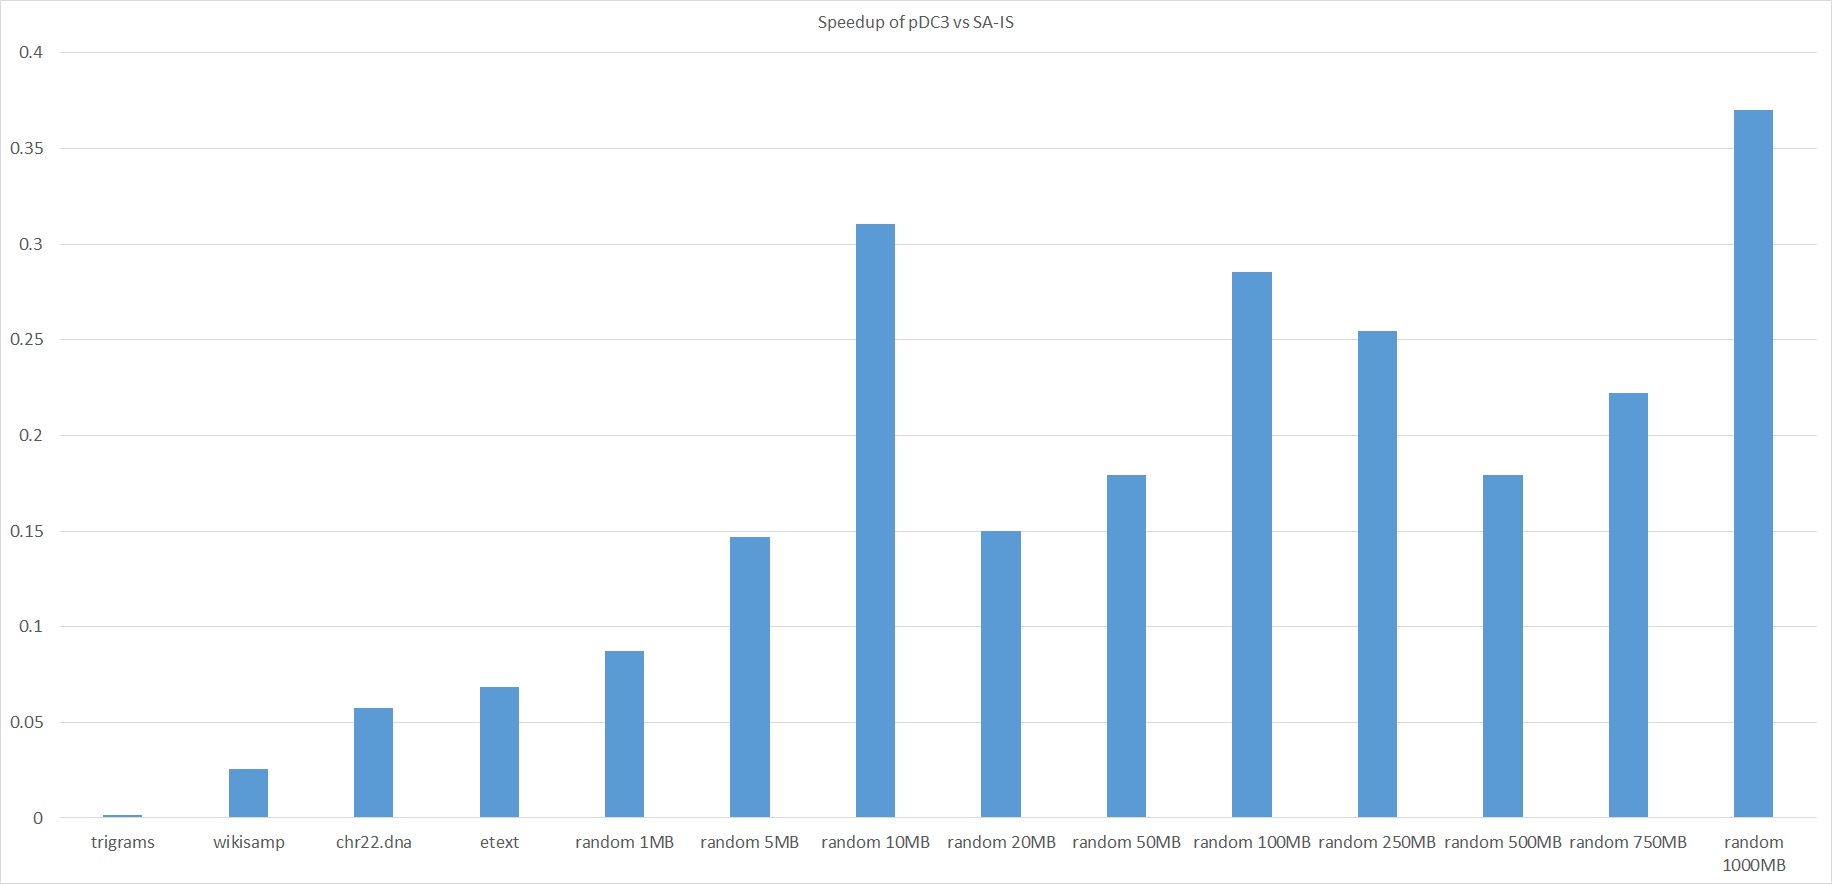 Speedup of pDC3 vs SA-IS
0.4
0.35
0.3
0.25
0.2
0.15
0.1
0.05
0
trigrams
wikisamp
chr22.dna
etext
random 1MB
random 5MB
random 10MB
random 20MB
random 50MB
random 100MB
random 250MB
random 500MB
random 750MB
random
1000MB